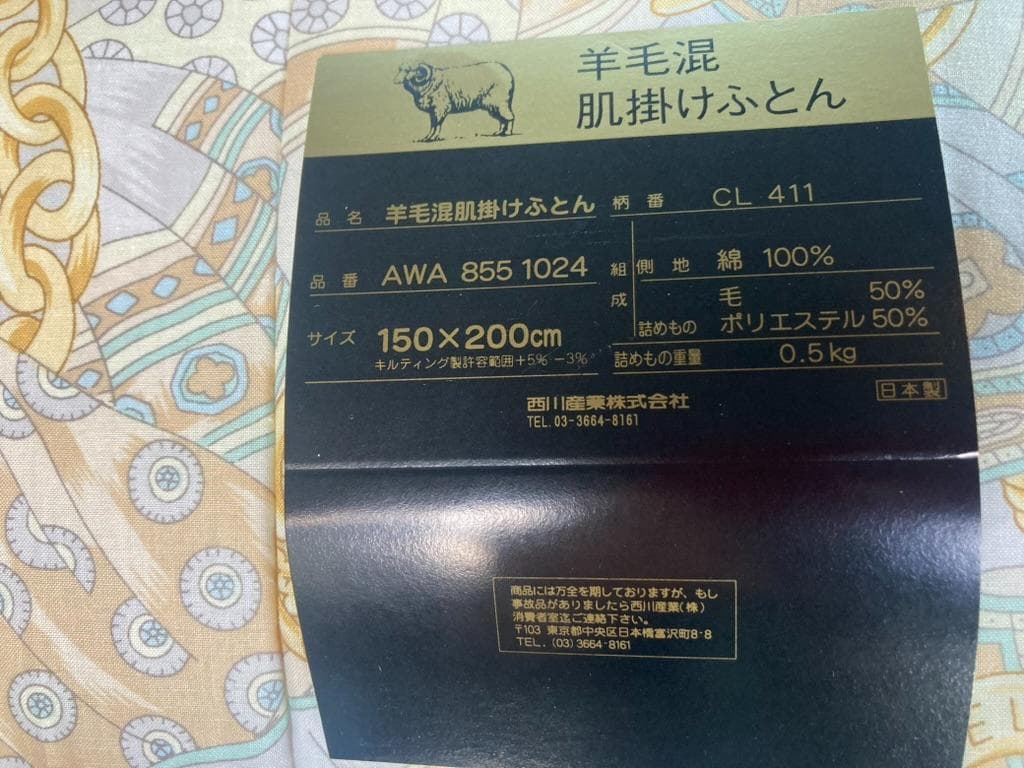 羊毛混
肌掛けふとん
品名 羊毛混肌掛けふとん
品番 AWA 855 1024
サイズ 150×200cm
キルティング製許容範囲+5% -3%
柄番 CL 411
組成 側地 綿 100%
詰めもの 毛 50%
ポリエステル 50%
詰めもの重量 0.5kg
日本製
西川産業株式会社
TEL.03-3664-8161
商品には万全を期しておりますが、もし
事故品がありましたら西川産業(株)
消費者室迄ご連絡下さい。
〒103 東京都中央区日本橋富沢町8-8
TEL. (03)3664-8161